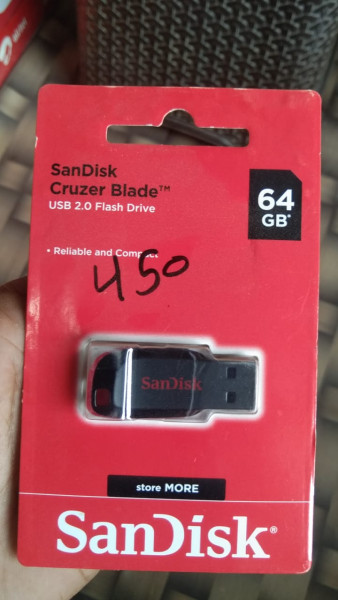 SanDisk
Cruzer Blade™
USB 2.0 Flash Drive
64
GB*
• Reliable and Compact
450
SanDisk
store MORE
SanDisk®